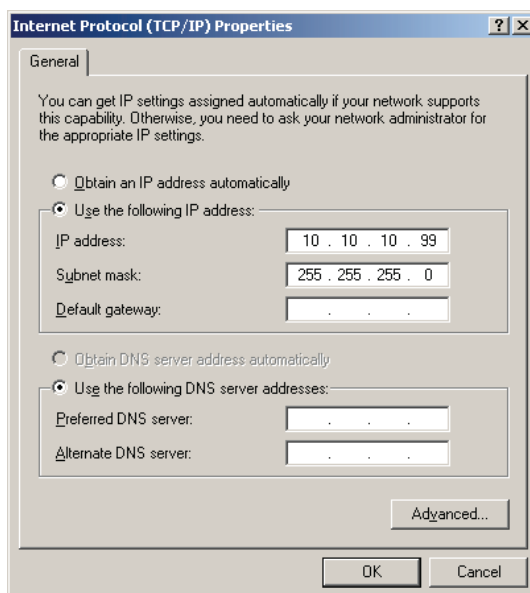 Internet Protocol (TCP/IP) Properties
General
You can get IP settings assigned automatically if your network supports
this capability. Otherwise, you need to ask your network administrator for
the appropriate IP settings.
Obtain an IP address automatically
Use the following IP address:
IP address: 10 . 10 . 10 . 99
Subnet mask: 255 . 255 . 255 . 0
Default gateway: . . .
Obtain DNS server address automatically
Use the following DNS server addresses:
Preferred DNS server: . . .
Alternate DNS server: . . .
Advanced...
OK Cancel